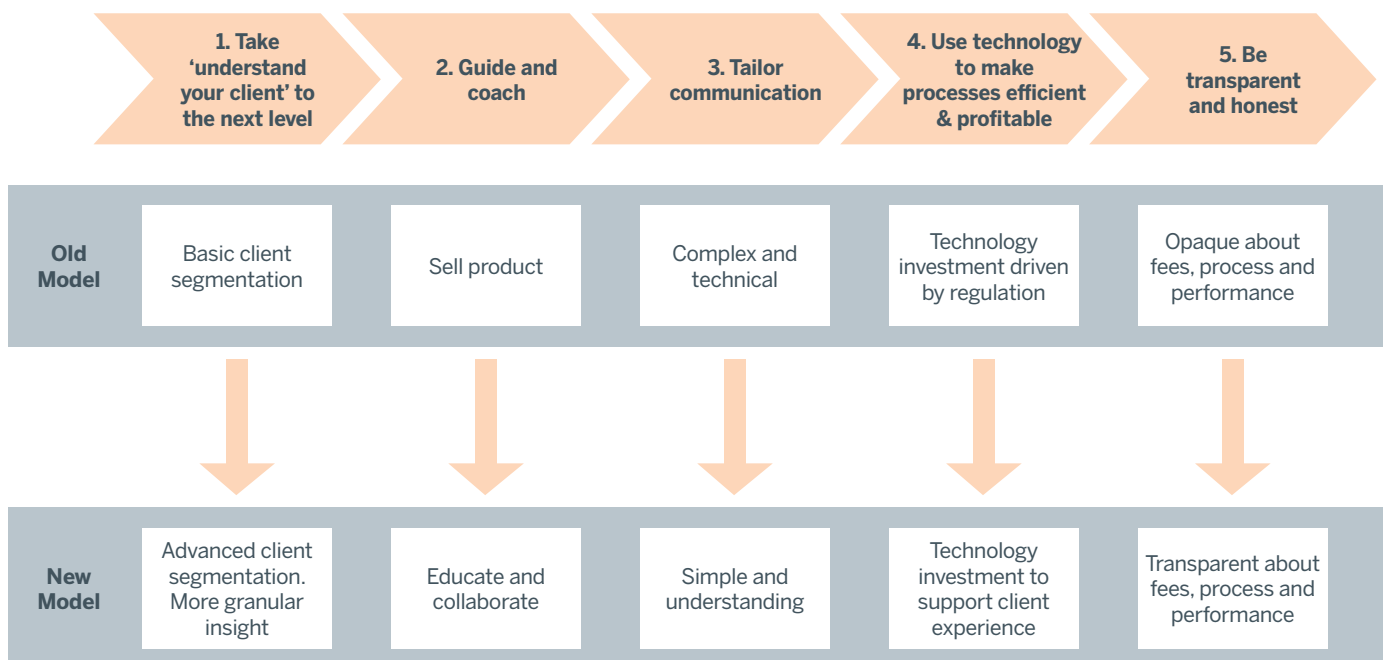 1. Take
‘understand
your client’ to
the next level
2. Guide and
coach
3. Tailor
communication
4. Use technology
to make
processes efficient
& profitable
5. Be
transparent
and honest
Old
Model
Basic client
segmentation
Sell product
Complex and
technical
Technology
investment driven
by regulation
Opaque about
fees, process and
performance
New
Model
Advanced client
segmentation.
More granular
insight
Educate and
collaborate
Simple and
understanding
Technology
investment to
support client
experience
Transparent about
fees, process and
performance